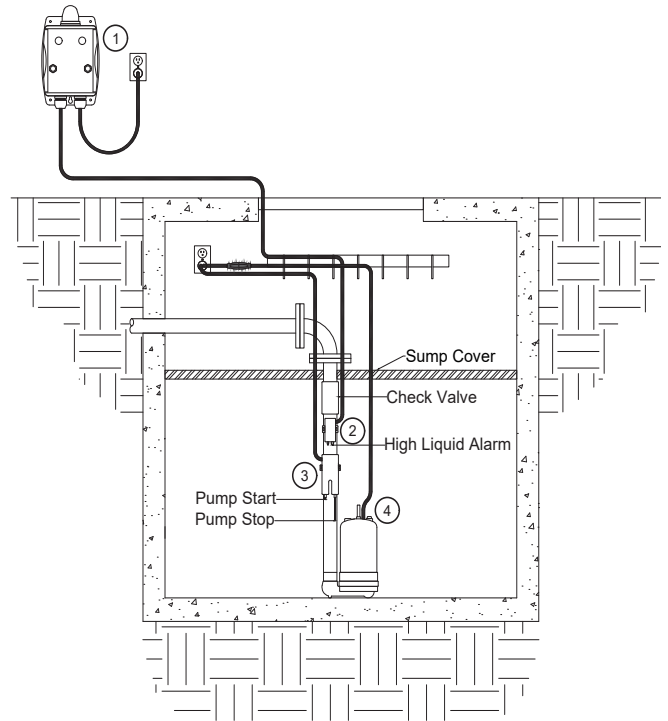 1
Sump Cover
Check Valve
2
High Liquid Alarm
3
Pump Start
Pump Stop
4